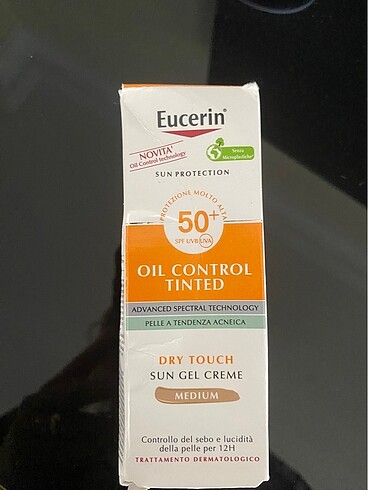 Eucerin®
NOVITA'
Oil Control technology
Senza
Microplastiche*
SUN PROTECTION
PROTEZIONE MOLTO ALTA
50+
SPF UVB UVA
OIL CONTROL
TINTED
ADVANCED SPECTRAL TECHNOLOGY
PELLE A TENDENZA ACNEICA
DRY TOUCH
SUN GEL CREME
MEDIUM
Controllo del sebo e lucidità
della pelle per 12H
TRATTAMENTO DERMATOLOGICO